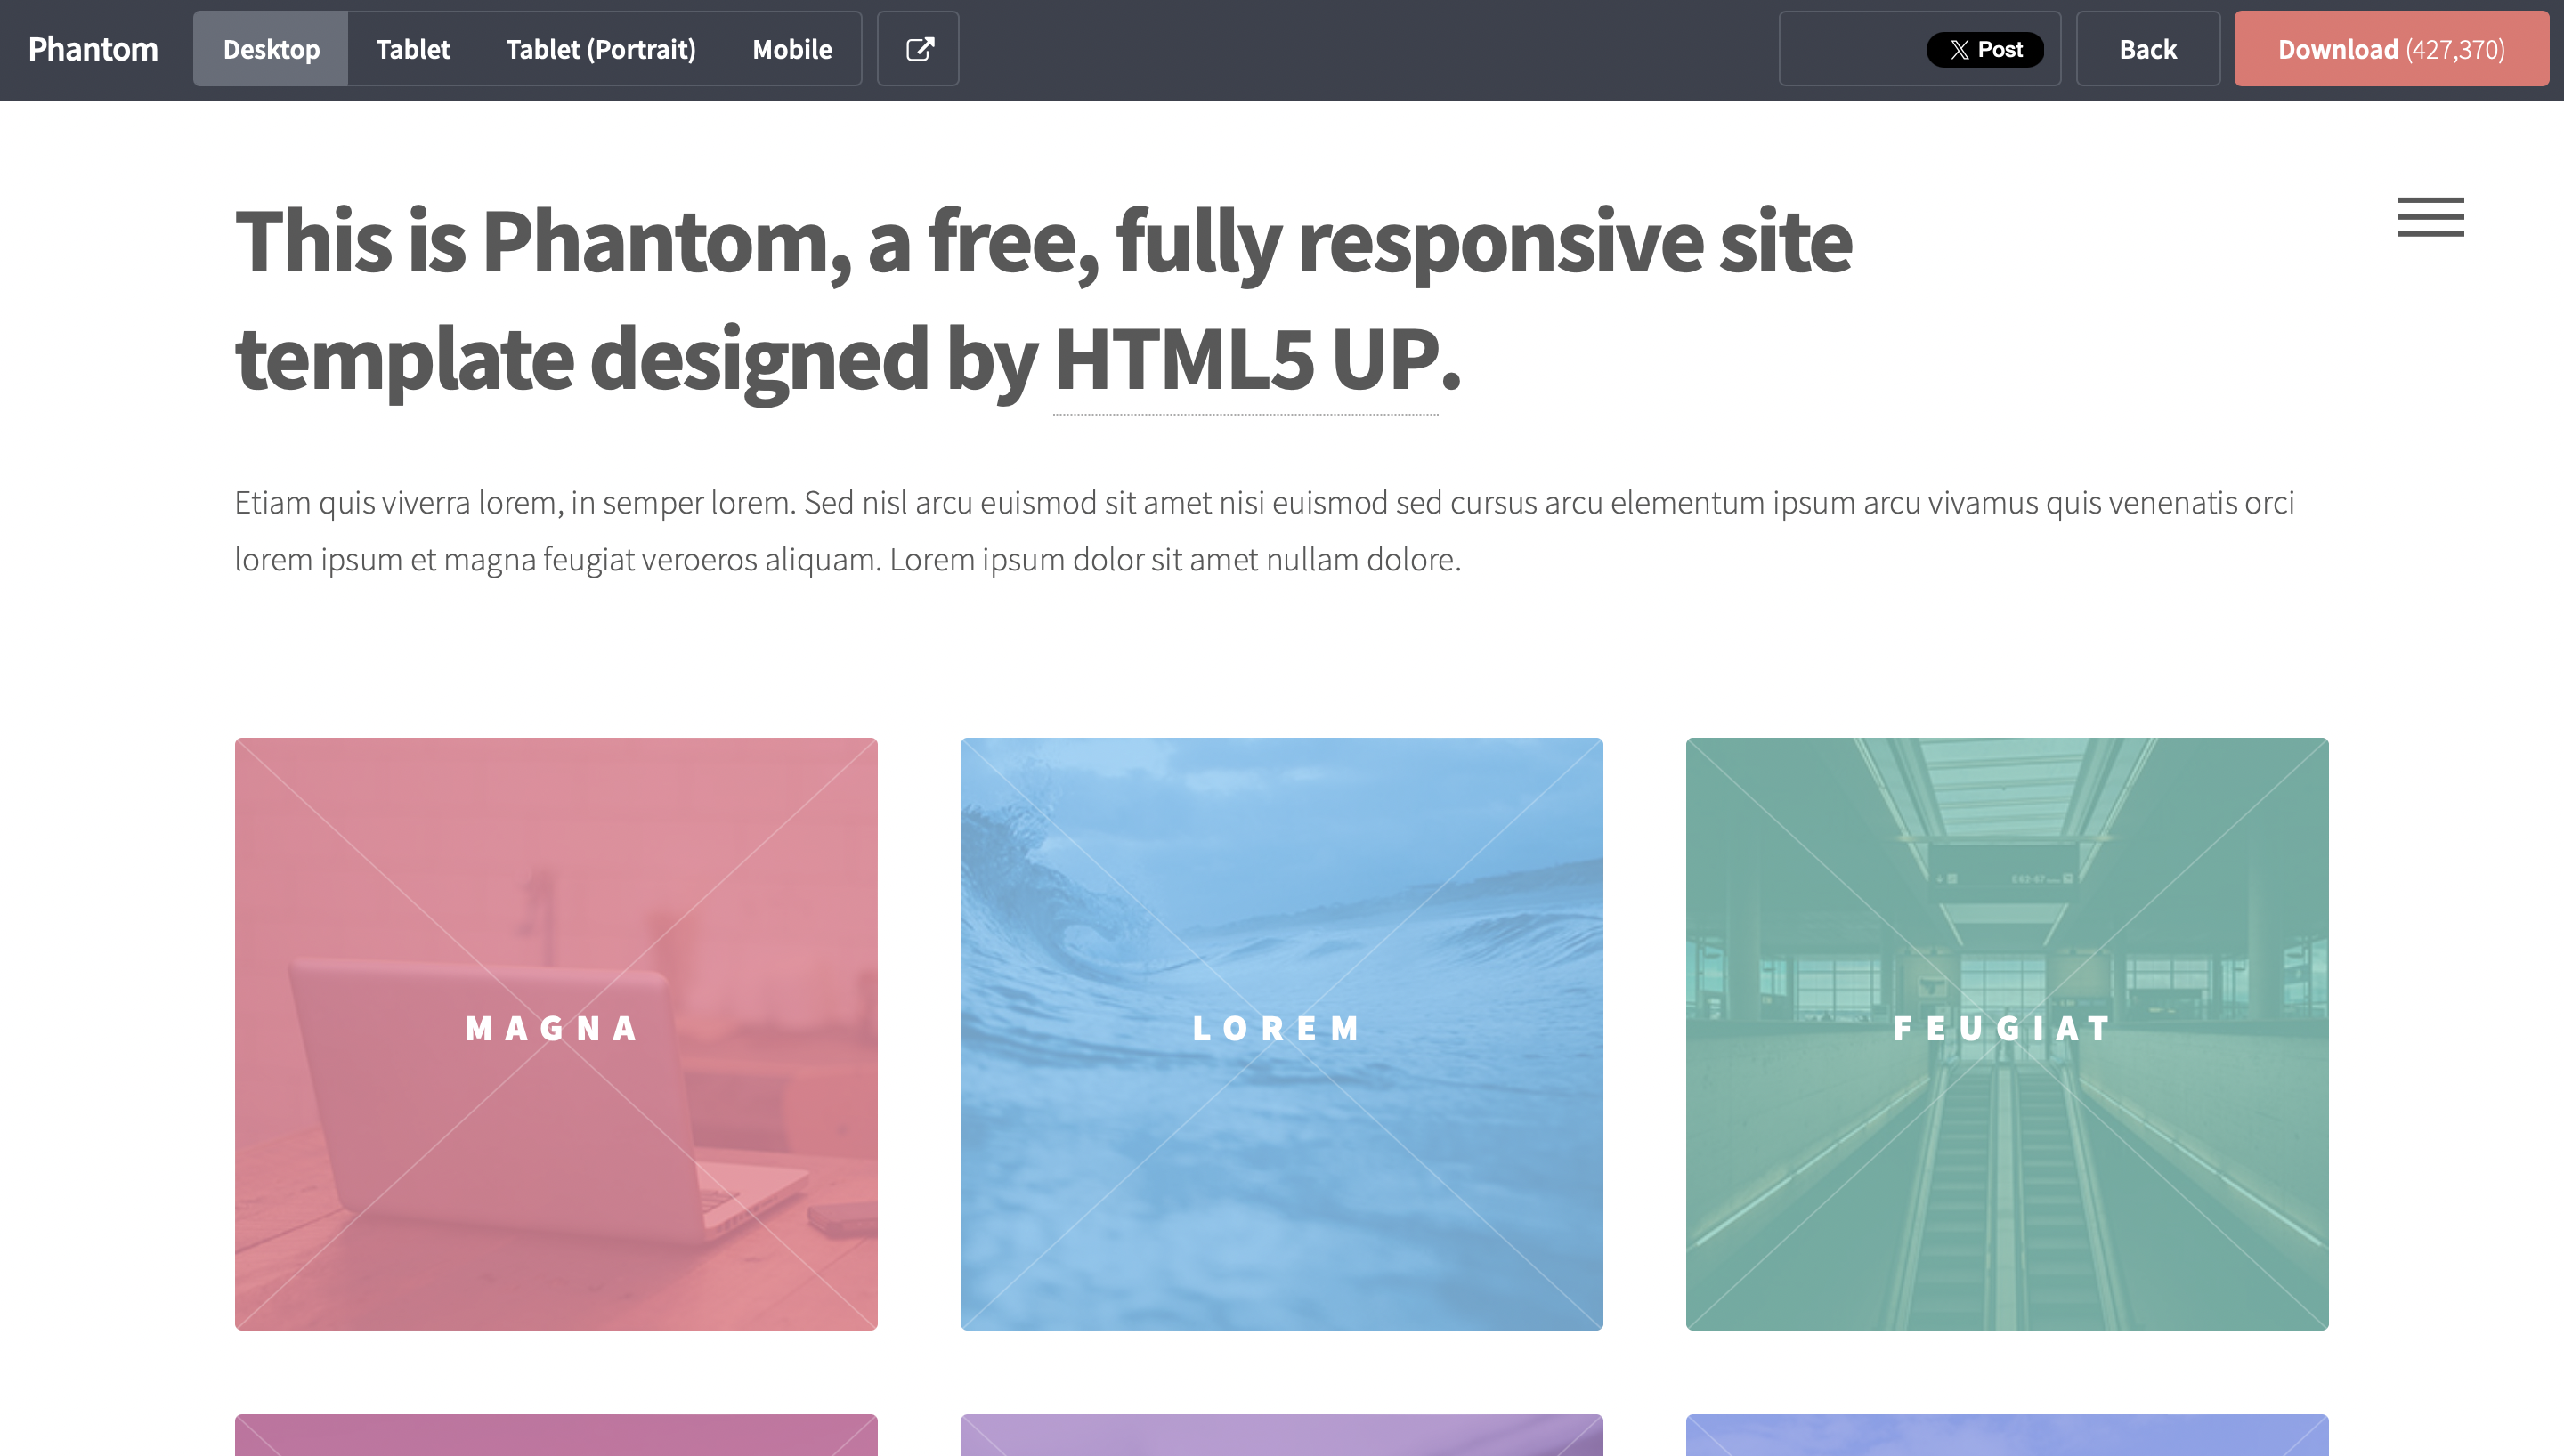 Phantom Desktop Tablet Tablet (Portrait) Mobile X Post Back Download (427,370)
This is Phantom, a free, fully responsive site
template designed by HTML5 UP.
Etiam quis viverra lorem, in semper lorem. Sed nisl arcu euismod sit amet nisi euismod sed cursus arcu elementum ipsum arcu vivamus quis venenatis orci
lorem ipsum et magna feugiat veroeros aliquam. Lorem ipsum dolor sit amet nullam dolore.
MAGNA
LOREM
FEUGIAT